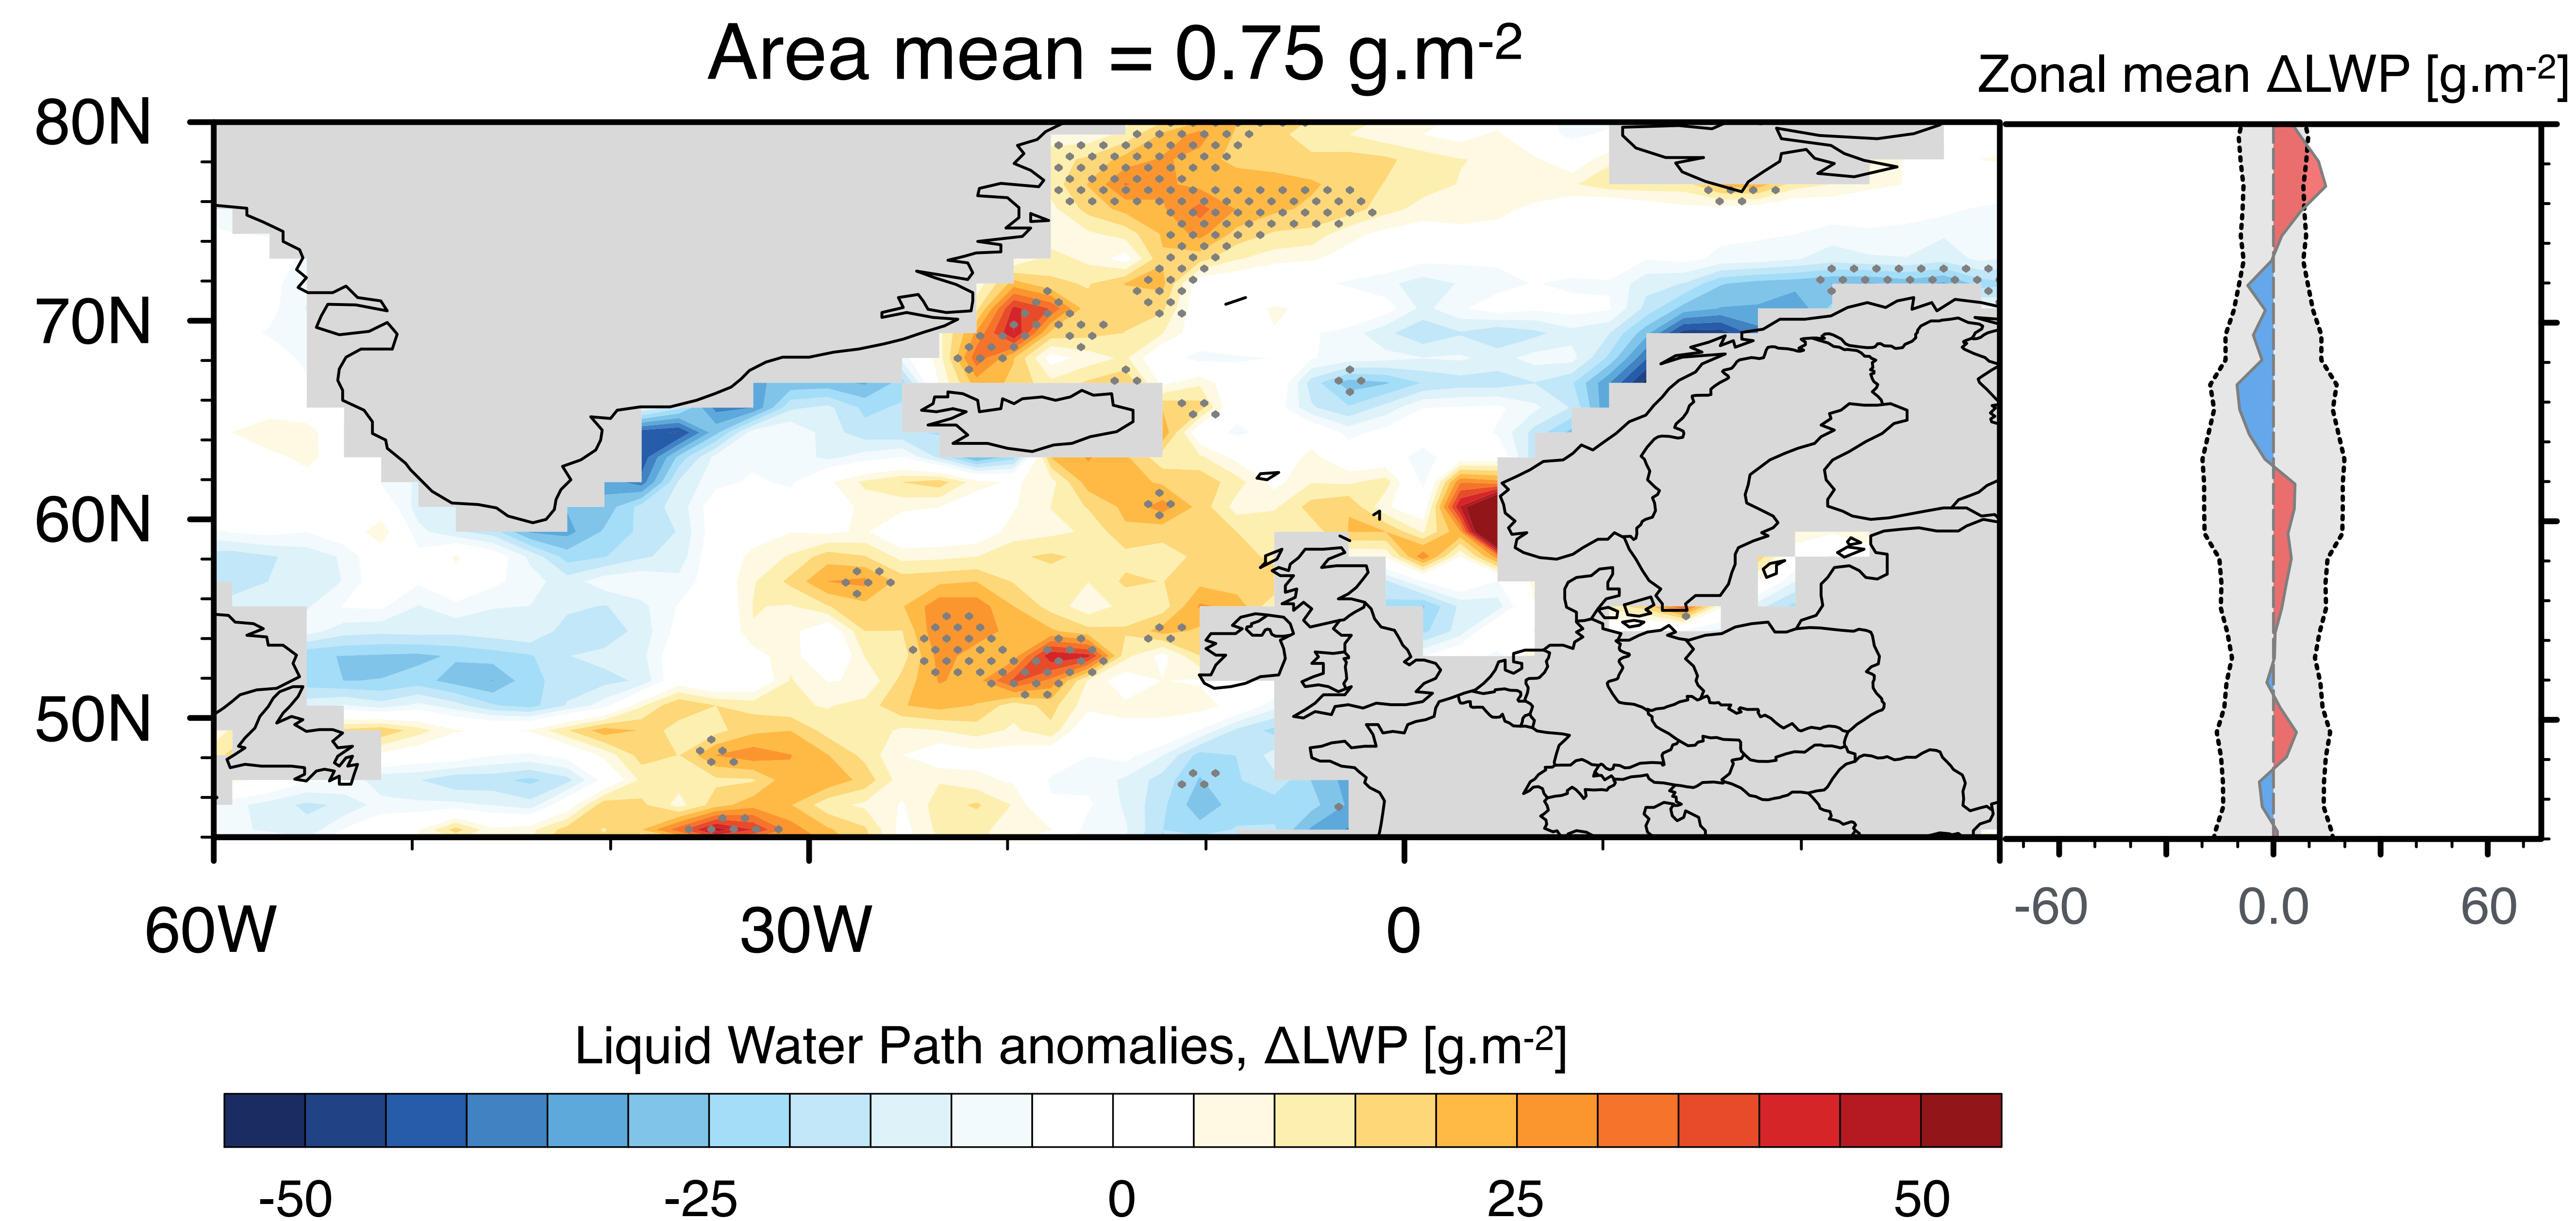 Area mean = 0.75 g.m-2
Zonal mean ΔLWP [g.m-2]
80N
70N
60N
50N
60W 30W 0
-60 0.0 60
Liquid Water Path anomalies, ΔLWP [g.m-2]
-50 -25 0 25 50